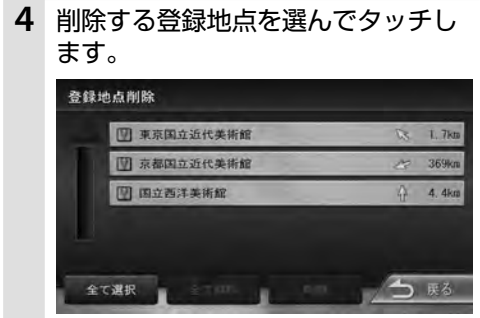 4 削除する登録地点を選んでタッチし
ます。
登録地点削除
東京国立近代美術館 1.7km
京都国立近代美術館 369km
国立西洋美術館 4.4km
全て選択 戻る